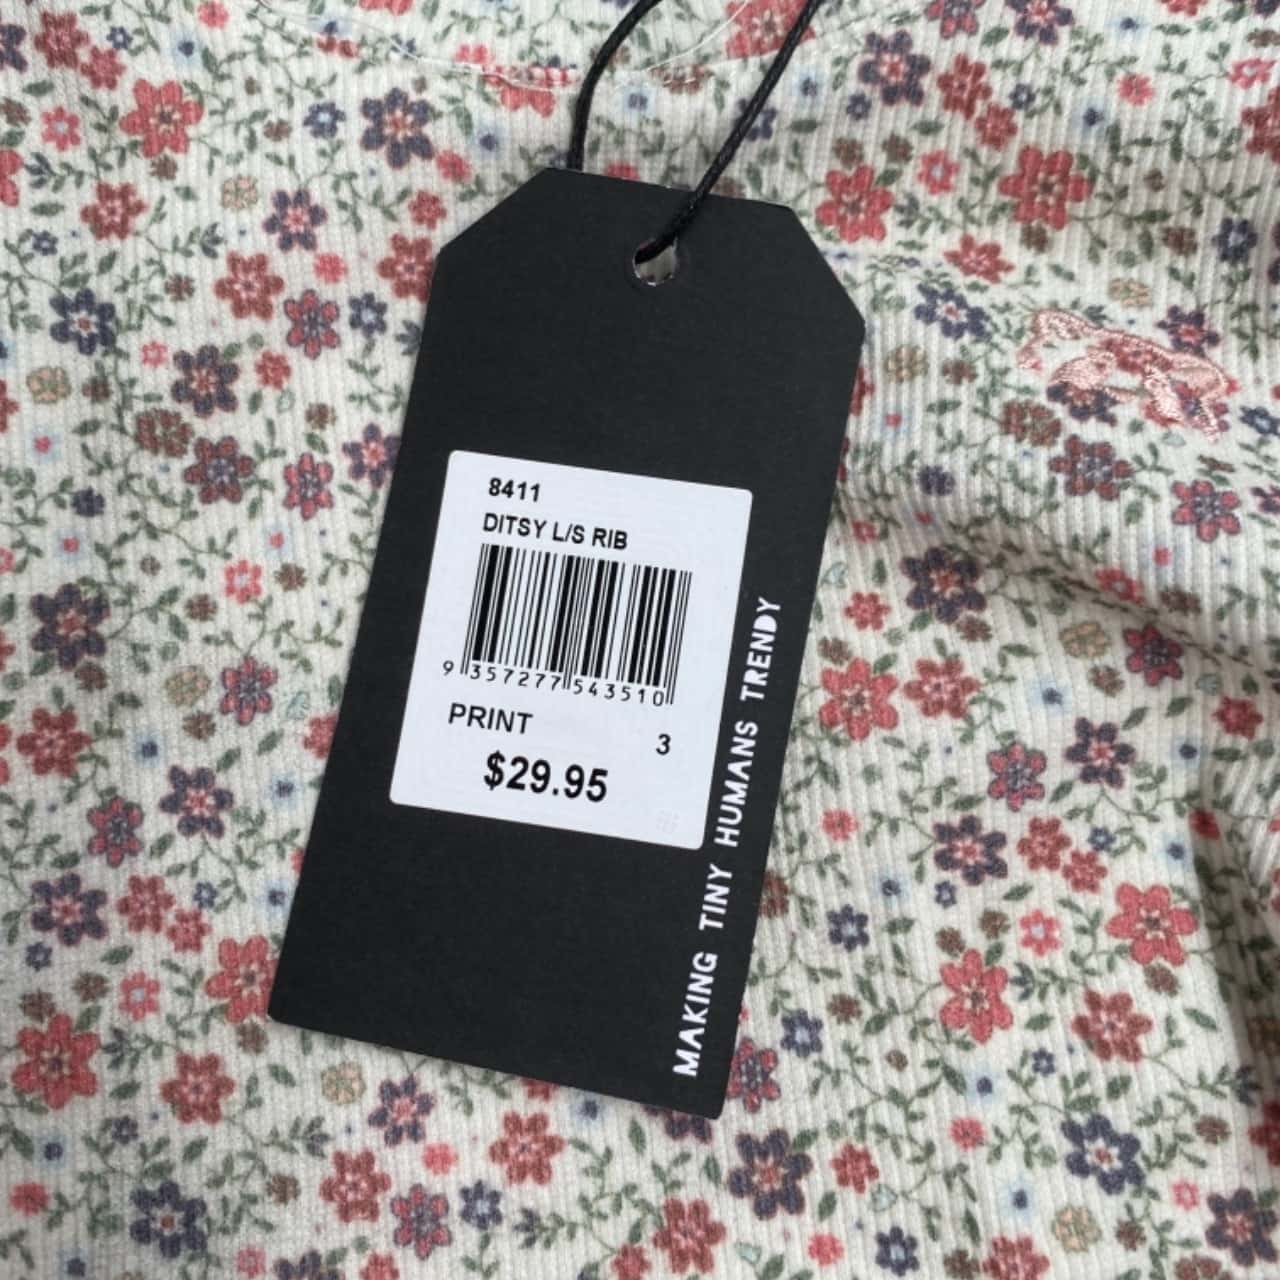 8411
DITSY L/S RIB
9 357277 543510
PRINT
3
$29.95
MAKING TINY HUMANS TRENDY